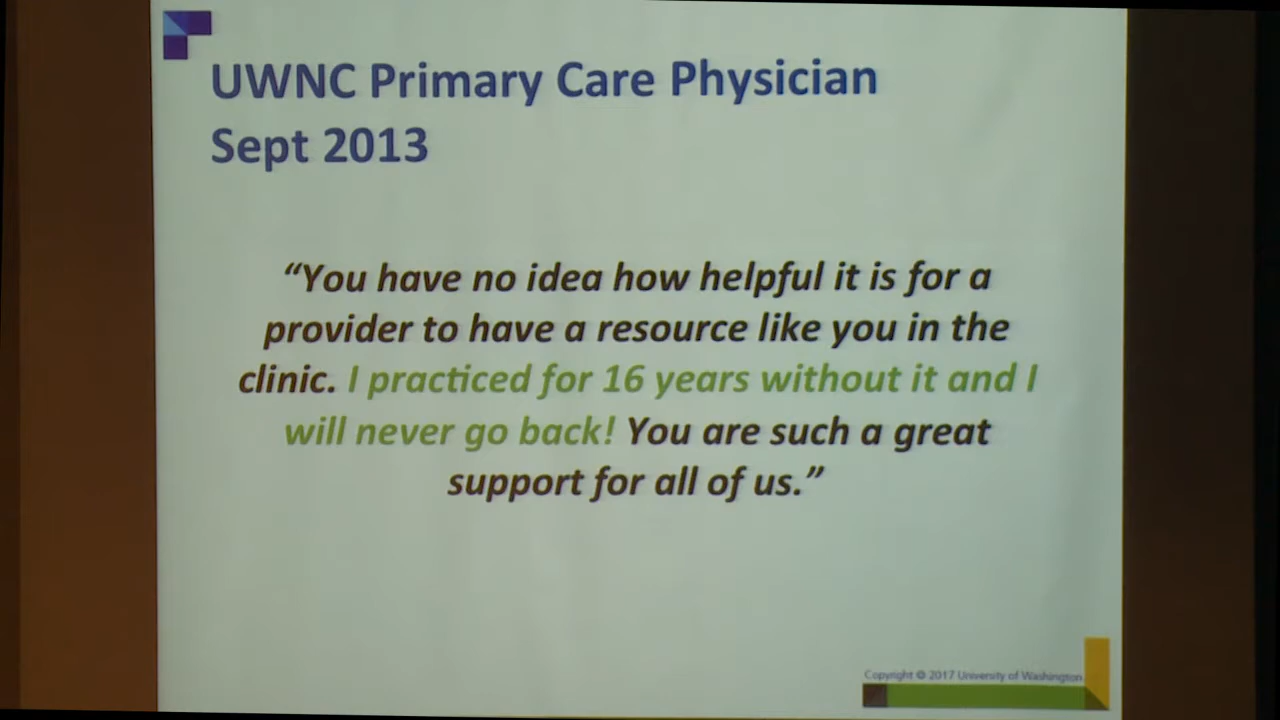 UWNC Primary Care Physician
Sept 2013
“You have no idea how helpful it is for a
provider to have a resource like you in the
clinic. I practiced for 16 years without it and I
will never go back! You are such a great
support for all of us.”
Copyright © 2017 University of Washington